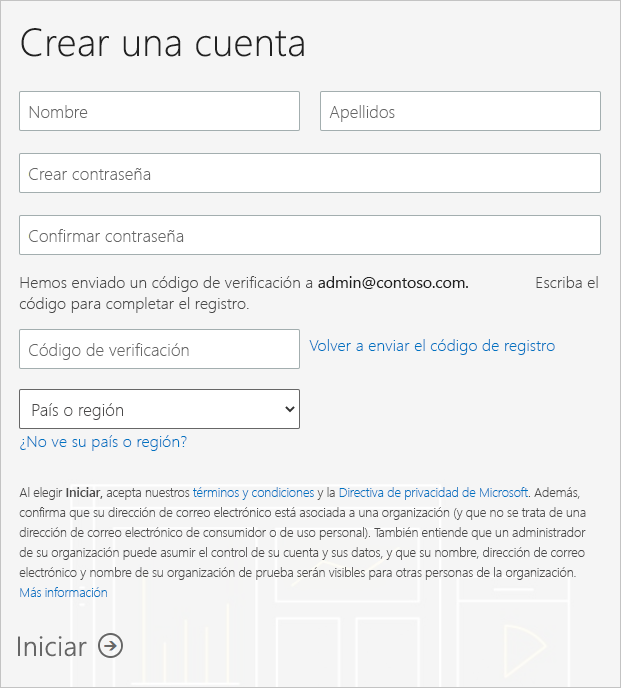 Crear una cuenta
Nombre
Apellidos
Crear contraseña
Confirmar contraseña
Hemos enviado un código de verificación a admin@contoso.com. Escriba el
código para completar el registro.
Código de verificación
Volver a enviar el código de registro
País o región
¿No ve su país o región?
Al elegir Iniciar, acepta nuestros términos y condiciones y la Directiva de privacidad de Microsoft. Además,
confirma que su dirección de correo electrónico está asociada a una organización (y que no se trata de una
dirección de correo electrónico de consumidor o de uso personal). También entiende que un administrador
de su organización puede asumir el control de su cuenta y sus datos, y que su nombre, dirección de correo
electrónico y nombre de su organización de prueba serán visibles para otras personas de la organización.
Más información
Iniciar